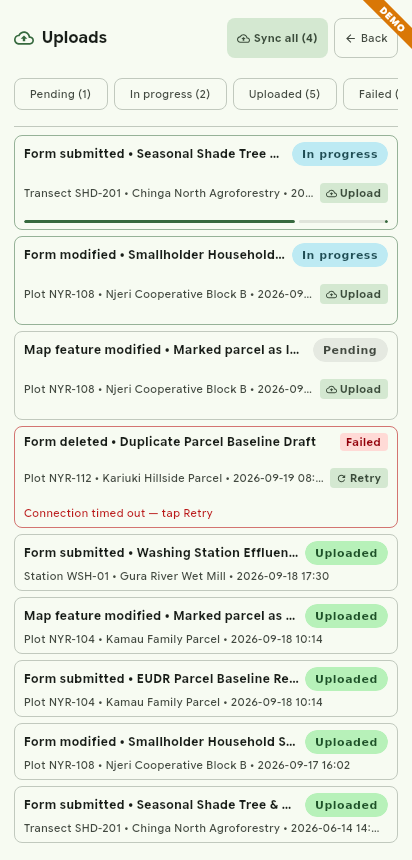 Uploads
Sync all (4)
Back
DEMO
Pending (1)
In progress (2)
Uploaded (5)
Failed (
Form submitted • Seasonal Shade Tree ...
In progress
Transect SHD-201 • Chinga North Agroforestry • 20...
Upload
Form modified • Smallholder Household...
In progress
Plot NYR-108 • Njeri Cooperative Block B • 2026-09...
Upload
Map feature modified • Marked parcel as I...
Pending
Plot NYR-108 • Njeri Cooperative Block B • 2026-09...
Upload
Form deleted • Duplicate Parcel Baseline Draft
Failed
Plot NYR-112 • Kariuki Hillside Parcel • 2026-09-19 08:...
Retry
Connection timed out — tap Retry
Form submitted • Washing Station Effluen...
Uploaded
Station WSH-01 • Gura River Wet Mill • 2026-09-18 17:30
Map feature modified • Marked parcel as ...
Uploaded
Plot NYR-104 • Kamau Family Parcel • 2026-09-18 10:14
Form submitted • EUDR Parcel Baseline Re...
Uploaded
Plot NYR-104 • Kamau Family Parcel • 2026-09-18 10:14
Form modified • Smallholder Household S...
Uploaded
Plot NYR-108 • Njeri Cooperative Block B • 2026-09-17 16:02
Form submitted • Seasonal Shade Tree & ...
Uploaded
Transect SHD-201 • Chinga North Agroforestry • 2026-06-14 14:...